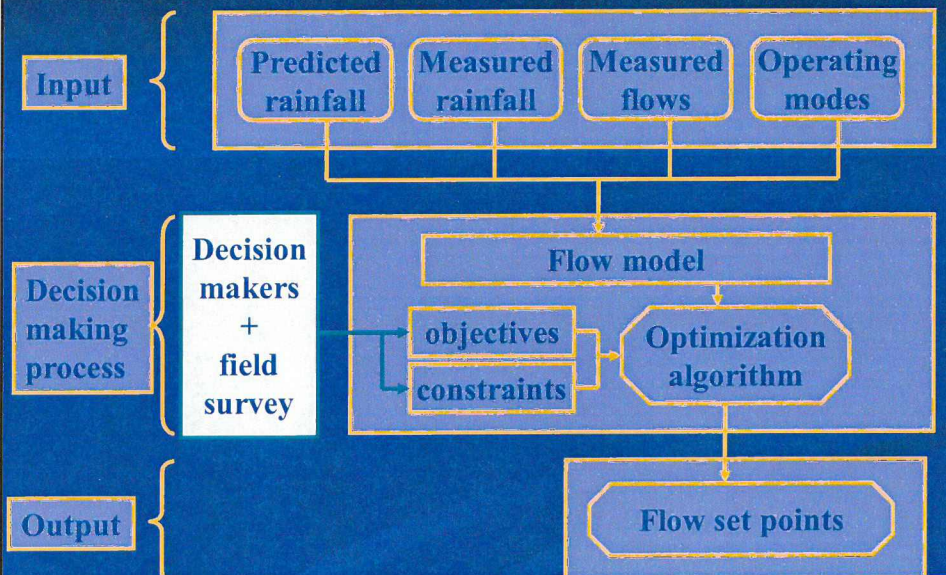 Input
Predicted
rainfall
Measured
rainfall
Measured
flows
Operating
modes
Decision
making
process
Decision
makers
+
field
survey
Flow model
objectives
constraints
Optimization
algorithm
Output
Flow set points